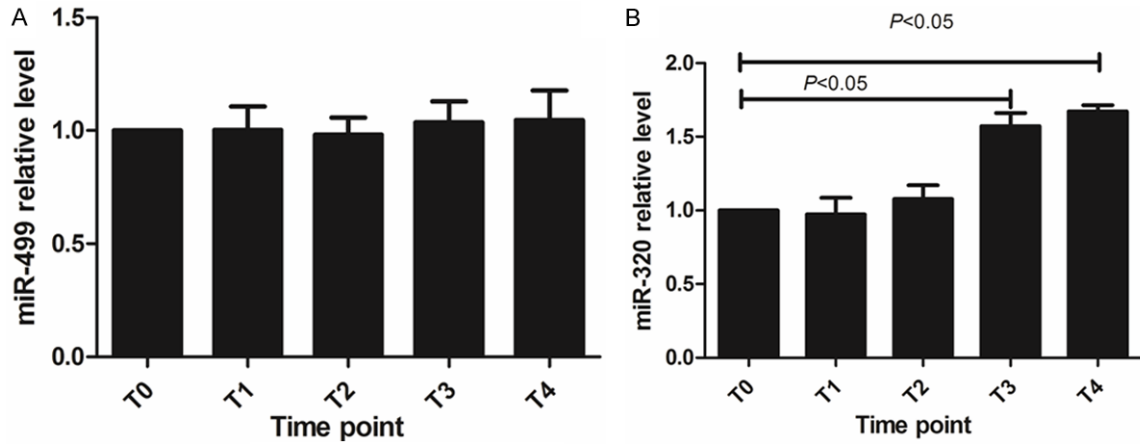 A
miR-499 relative level
1.5
1.0
0.5
0.0
T0 T1 T2 T3 T4
Time point
B
P<0.05
P<0.05
miR-320 relative level
2.0
1.5
1.0
0.5
0.0
T0 T1 T2 T3 T4
Time point